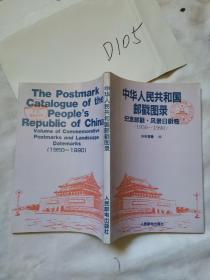 D105
The Postmark
Catalogue of the
People's
Republic of China
Volume of Commemorative
Postmarks and Landscape
Datemarks
(1950~1990)
中华人民共和国
邮戳图录
纪念邮戳·风景日戳卷
(1950—1990)
人民邮电出版社